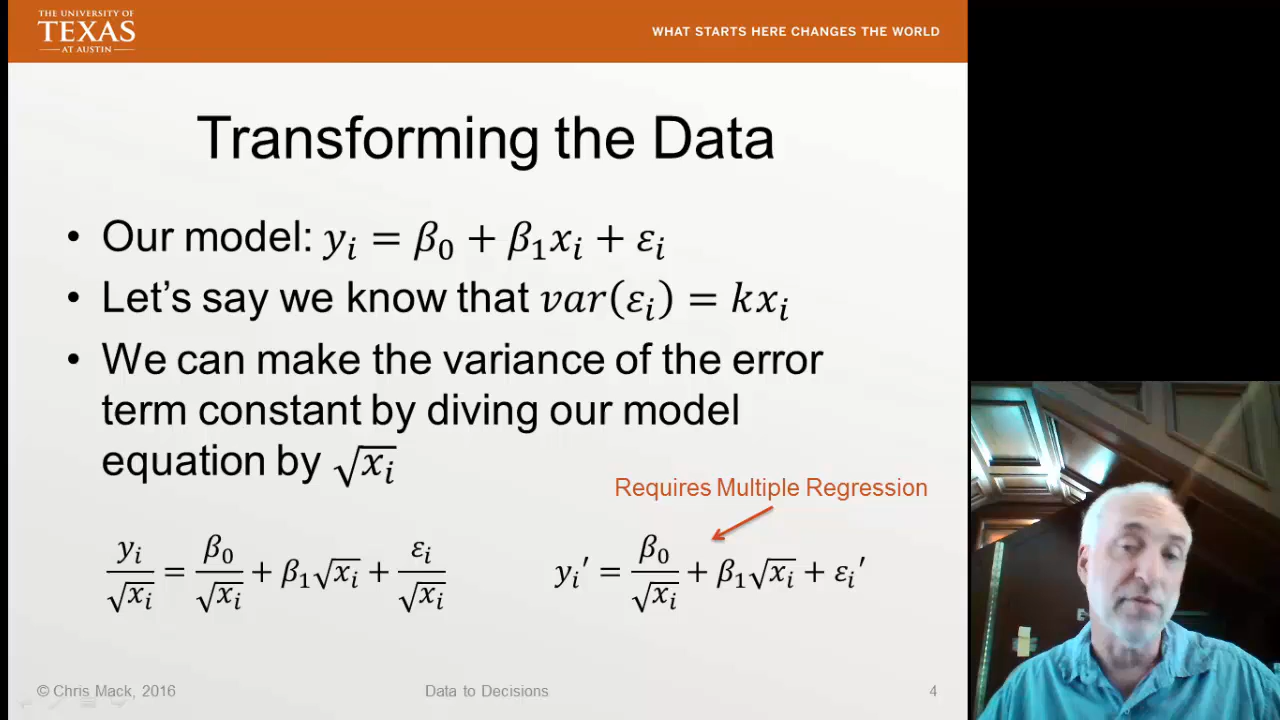 THE UNIVERSITY OF
TEXAS
AT AUSTIN
WHAT STARTS HERE CHANGES THE WORLD
Transforming the Data
• Our model: 𝑦ᵢ = β₀ + β₁𝑥ᵢ + εᵢ
• Let's say we know that 𝑣𝑎𝑟(εᵢ) = 𝑘𝑥ᵢ
• We can make the variance of the error
term constant by diving our model
equation by √𝑥ᵢ
Requires Multiple Regression
𝑦ᵢ/√𝑥ᵢ = β₀/√𝑥ᵢ + β₁√𝑥ᵢ + εᵢ/√𝑥ᵢ
𝑦ᵢ′ = β₀/√𝑥ᵢ + β₁√𝑥ᵢ + εᵢ′
© Chris Mack, 2016
Data to Decisions
4